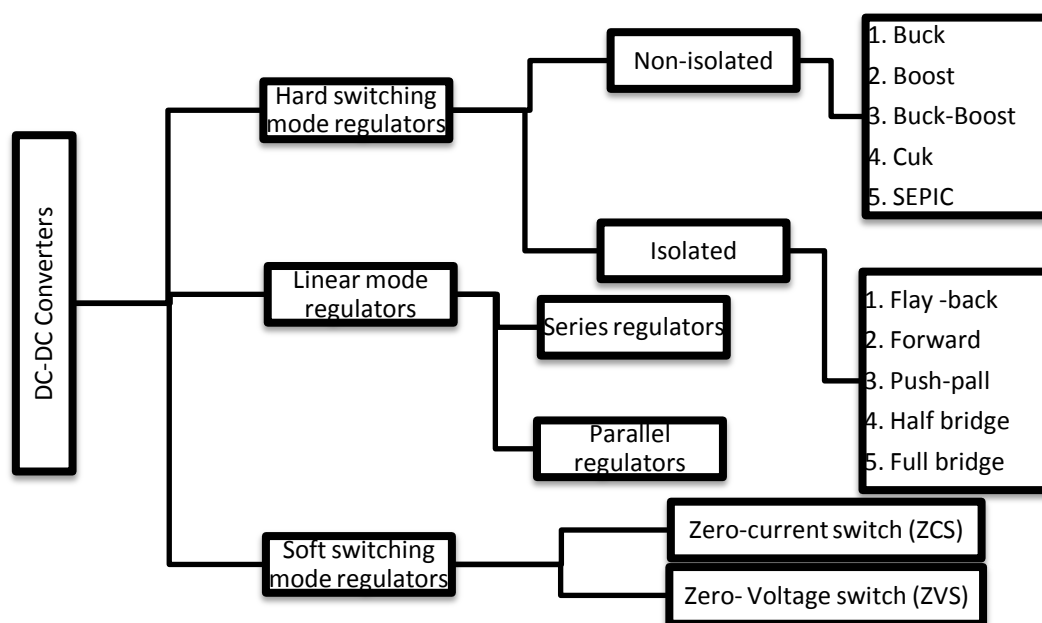 DC-DC Converters
Hard switching
mode regulators
Non-isolated
1. Buck
2. Boost
3. Buck-Boost
4. Cuk
5. SEPIC
Isolated
1. Flay -back
2. Forward
3. Push-pall
4. Half bridge
5. Full bridge
Linear mode
regulators
Series regulators
Parallel
regulators
Soft switching
mode regulators
Zero-current switch (ZCS)
Zero- Voltage switch (ZVS)